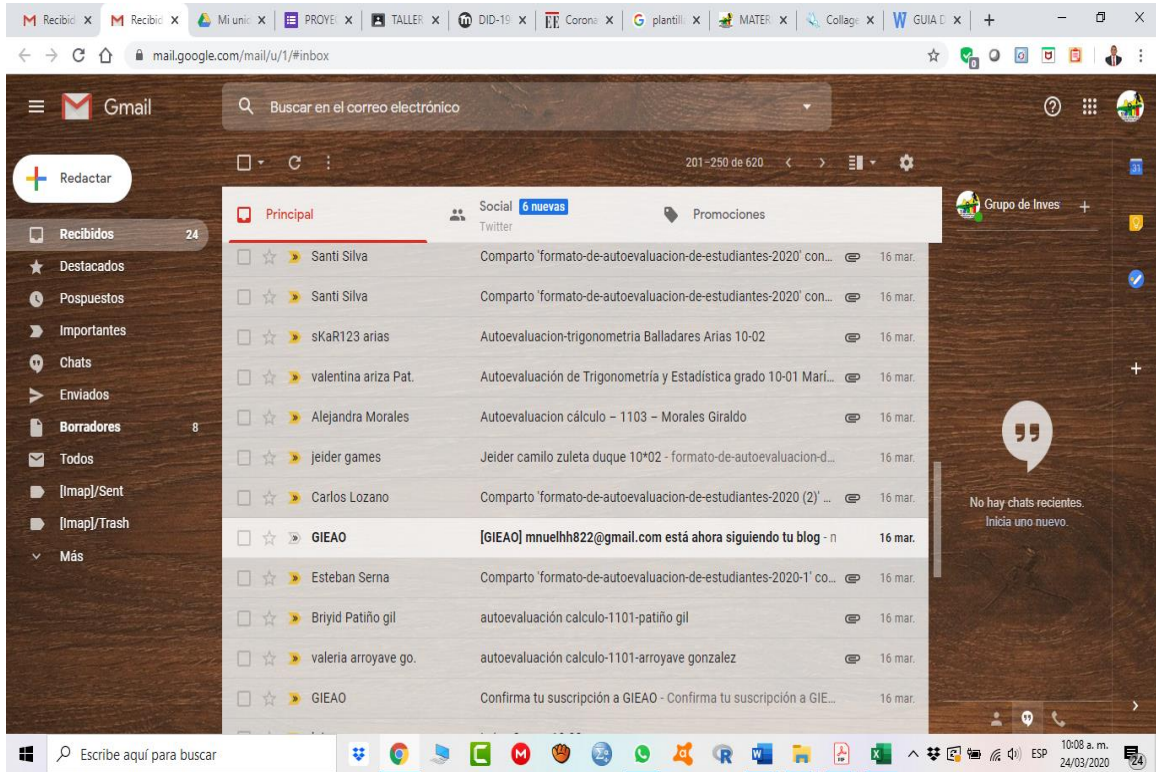 Recibid
Recibid
Mi unic
PROYE
TALLER
DID-19
Corona
plantill
MATER
Collage
GUIA D
mail.google.com/mail/u/1/#inbox
Gmail
Buscar en el correo electrónico
Redactar
201–250 de 620
Principal
Social 6 nuevas
Twitter
Promociones
Grupo de Inves
Recibidos 24
Destacados
Pospuestos
Importantes
Chats
Enviados
Borradores 8
Todos
[Imap]/Sent
[Imap]/Trash
Más
Santi Silva Comparto 'formato-de-autoevaluacion-de-estudiantes-2020' con... 16 mar.
Santi Silva Comparto 'formato-de-autoevaluacion-de-estudiantes-2020' con... 16 mar.
sKaR123 arias Autoevaluacion-trigonometria Balladares Arias 10-02 16 mar.
valentina ariza Pat. Autoevaluación de Trigonometría y Estadística grado 10-01 Marí... 16 mar.
Alejandra Morales Autoevaluacion cálculo – 1103 – Morales Giraldo 16 mar.
jeider games Jeider camilo zuleta duque 10*02 - formato-de-autoevaluacion-d... 16 mar.
Carlos Lozano Comparto 'formato-de-autoevaluacion-de-estudiantes-2020 (2)' ... 16 mar.
GIEAO [GIEAO] mnuelhh822@gmail.com está ahora siguiendo tu blog - n 16 mar.
Esteban Serna Comparto 'formato-de-autoevaluacion-de-estudiantes-2020-1' co... 16 mar.
Briyid Patiño gil autoevaluación calculo-1101-patiño gil 16 mar.
valeria arroyave go. autoevaluación calculo-1101-arroyave gonzalez 16 mar.
GIEAO Confirma tu suscripción a GIEAO - Confirma tu suscripción a GIE... 16 mar.
No hay chats recientes.
Inicia uno nuevo.
Escribe aquí para buscar
ESP
10:08 a. m.
24/03/2020
24